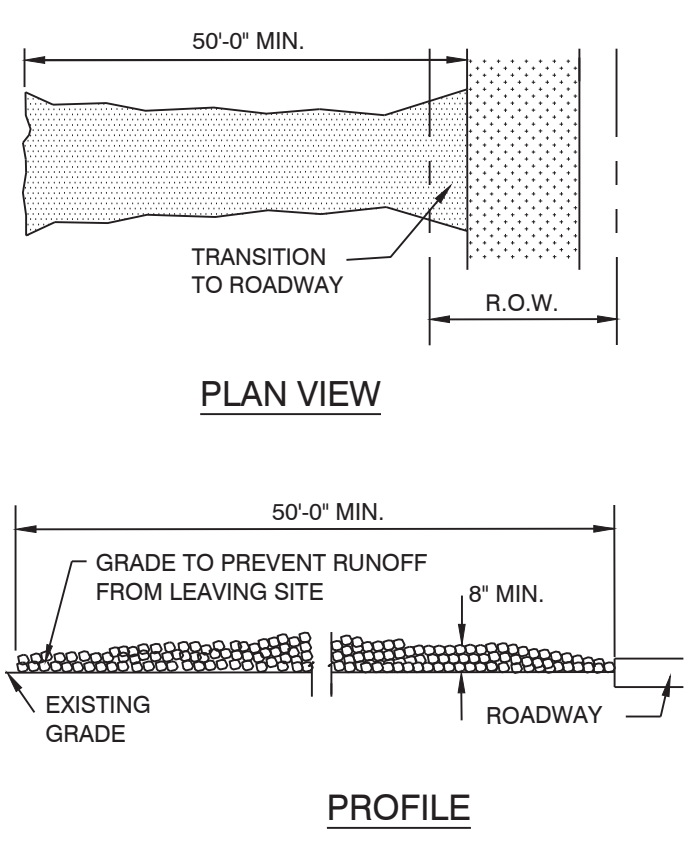 50'-0" MIN.
TRANSITION
TO ROADWAY
R.O.W.
PLAN VIEW
50'-0" MIN.
GRADE TO PREVENT RUNOFF
FROM LEAVING SITE
8" MIN.
EXISTING
GRADE
ROADWAY
PROFILE